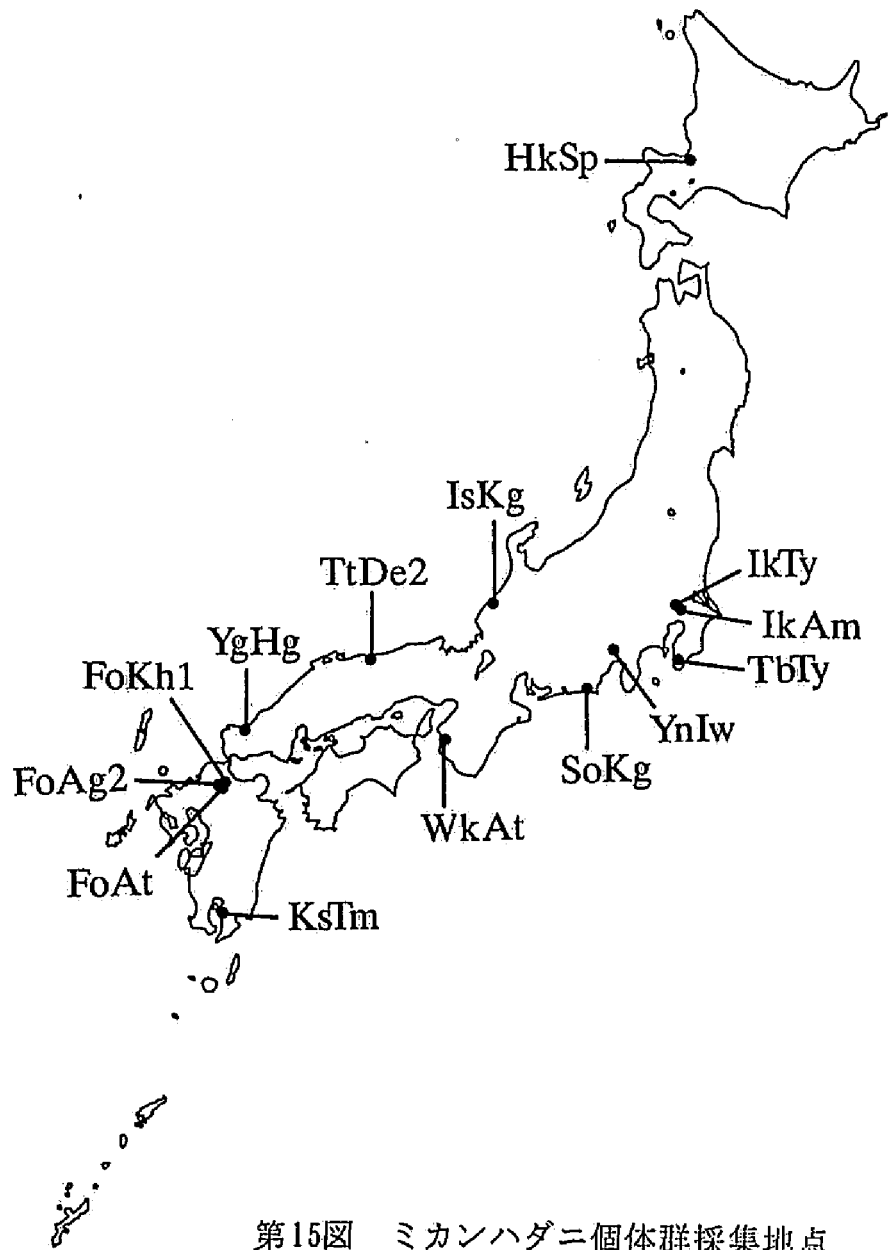 HkSp
IsKg
TtDe2
IkTy
IkAm
YgHg
TbTy
FoKh1
YnIw
SoKg
FoAg2
WkAt
FoAt
KsTm
第15図 ミカンハダニ個体群採集地点